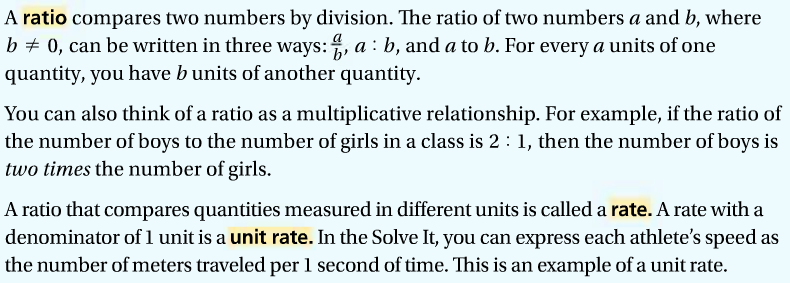 A ratio compares two numbers by division. The ratio of two numbers a and b, where
b ≠ 0, can be written in three ways: a/b, a : b, and a to b. For every a units of one
quantity, you have b units of another quantity.
You can also think of a ratio as a multiplicative relationship. For example, if the ratio of
the number of boys to the number of girls in a class is 2 : 1, then the number of boys is
two times the number of girls.
A ratio that compares quantities measured in different units is called a rate. A rate with a
denominator of 1 unit is a unit rate. In the Solve It, you can express each athlete's speed as
the number of meters traveled per 1 second of time. This is an example of a unit rate.